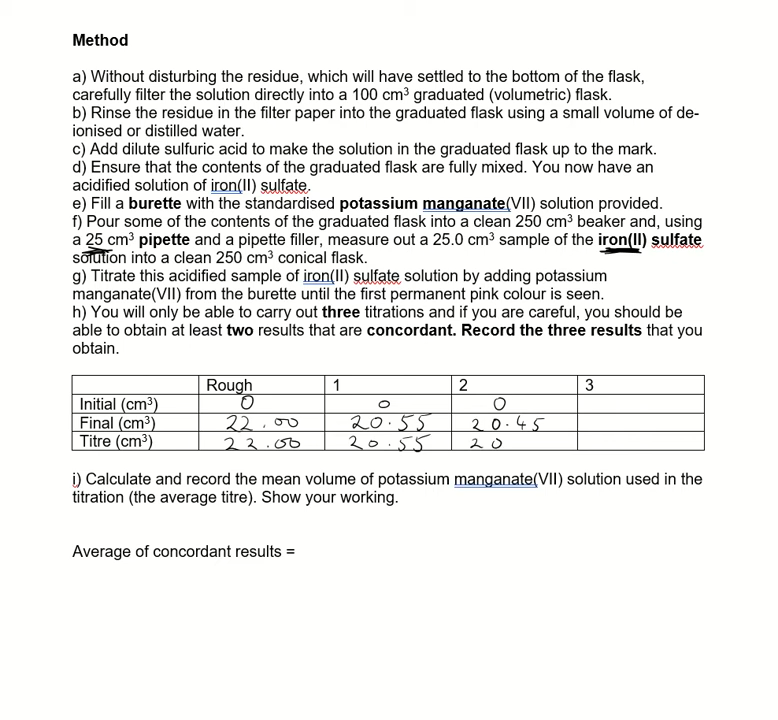 Method
a) Without disturbing the residue, which will have settled to the bottom of the flask,
carefully filter the solution directly into a 100 cm³ graduated (volumetric) flask.
b) Rinse the residue in the filter paper into the graduated flask using a small volume of de-
ionised or distilled water.
c) Add dilute sulfuric acid to make the solution in the graduated flask up to the mark.
d) Ensure that the contents of the graduated flask are fully mixed. You now have an
acidified solution of iron(II) sulfate.
e) Fill a burette with the standardised potassium manganate(VII) solution provided.
f) Pour some of the contents of the graduated flask into a clean 250 cm³ beaker and, using
a 25 cm³ pipette and a pipette filler, measure out a 25.0 cm³ sample of the iron(II) sulfate
solution into a clean 250 cm³ conical flask.
g) Titrate this acidified sample of iron(II) sulfate solution by adding potassium
manganate(VII) from the burette until the first permanent pink colour is seen.
h) You will only be able to carry out three titrations and if you are careful, you should be
able to obtain at least two results that are concordant. Record the three results that you
obtain.
Rough 1 2 3
Initial (cm³) 0 0 0
Final (cm³) 22.00 20.55 20.45
Titre (cm³) 22.00 20.55 20
i) Calculate and record the mean volume of potassium manganate(VII) solution used in the
titration (the average titre). Show your working.
Average of concordant results =